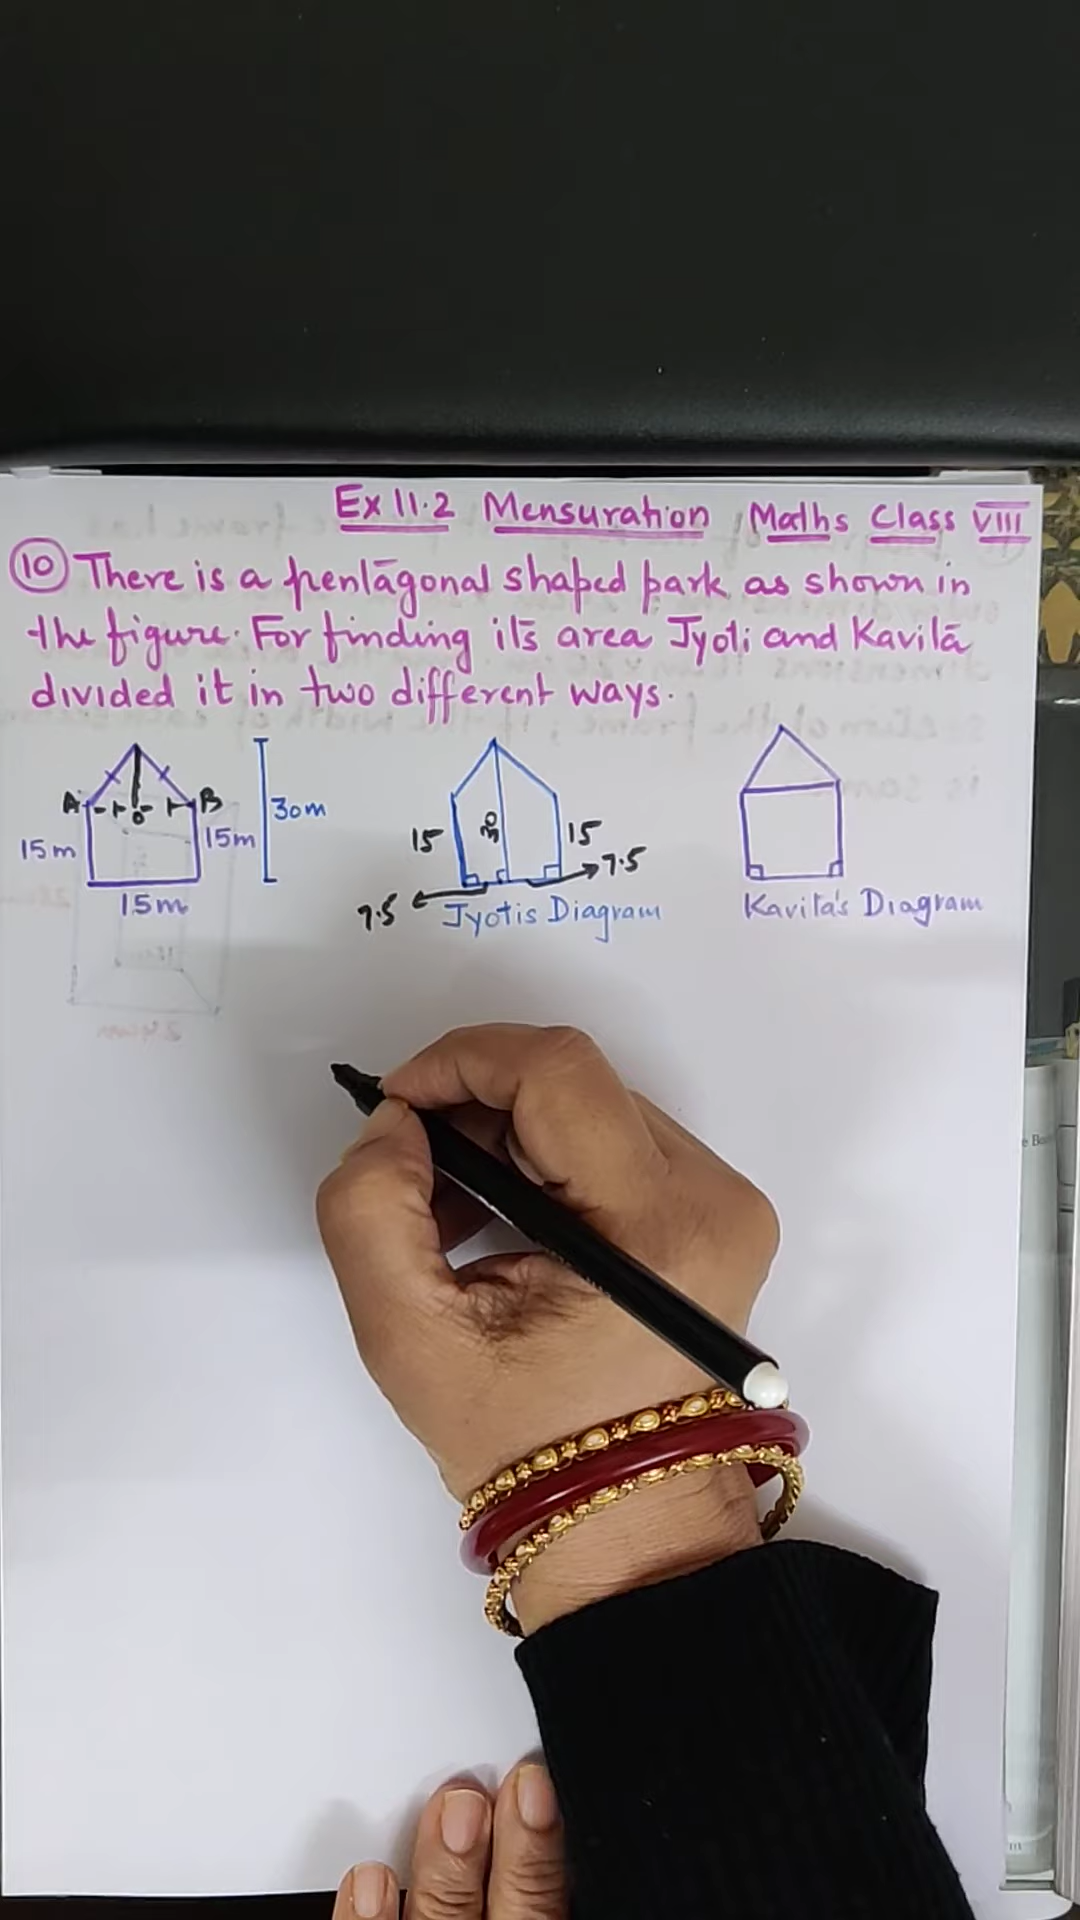 Ex 11.2 Mensuration Maths Class VIII
10 There is a pentagonal shaped park as shown in
the figure. For finding its area Jyoti and Kavita
divided it in two different ways.
A B
O
15m 15m 30m
15m
15 30 15
7.5 7.5
Jyotis Diagram
Kavita's Diagram